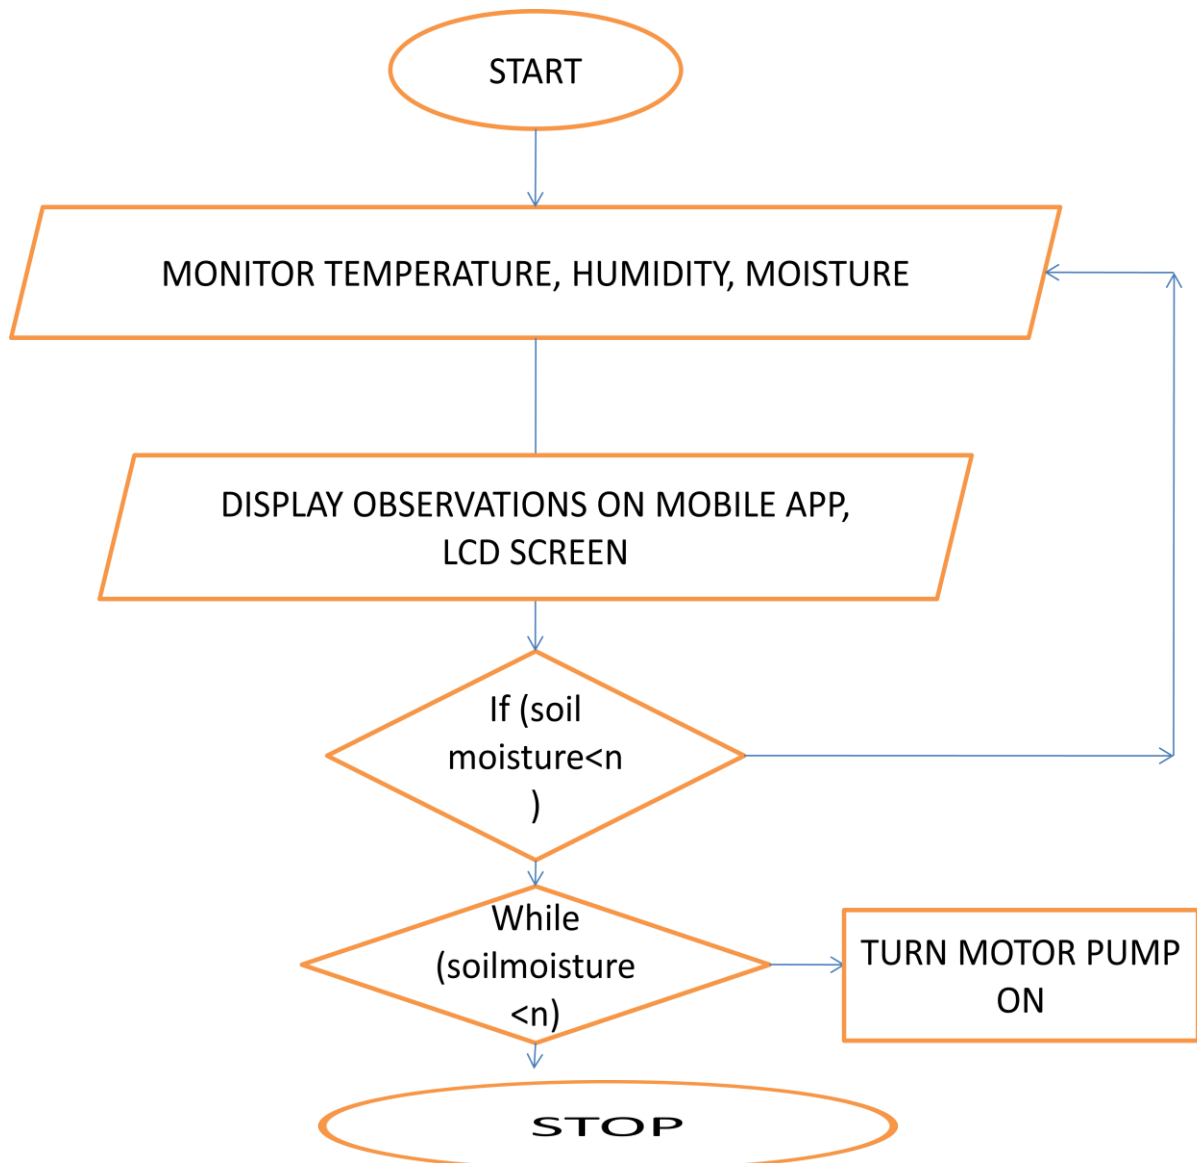 START
MONITOR TEMPERATURE, HUMIDITY, MOISTURE
DISPLAY OBSERVATIONS ON MOBILE APP,
LCD SCREEN
If (soil
moisture<n
)
While
(soilmoisture
<n)
TURN MOTOR PUMP
ON
STOP